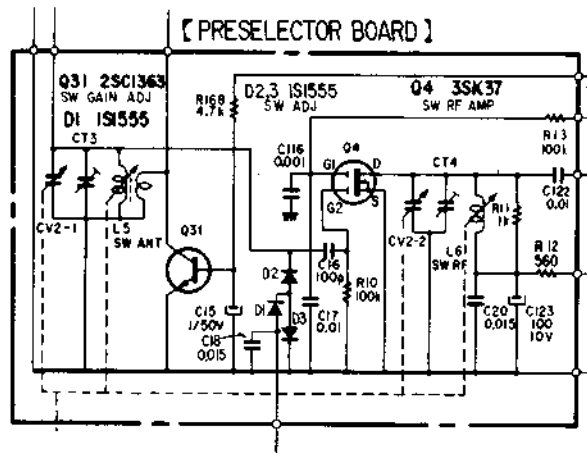 【 PRESELECTOR BOARD 】
Q31 2SC1363
SW GAIN ADJ
D1 1S1555
D2,3 1S1555
SW ADJ
Q4 3SK37
SW RF AMP
R168
4.7k
R13
100k
CT3
C116
0.001
Q4
G1
D
G2
S
CT4
C122
0.01
R11
1k
CV2-1
L5
SW ANT
Q31
CV2-2
L6
SW RF
R12
560
D2
C16
100p
R10
100k
C15
1/50V
D1
D3
C17
0.01
C18
0.015
C20
0.015
C123
100
10V